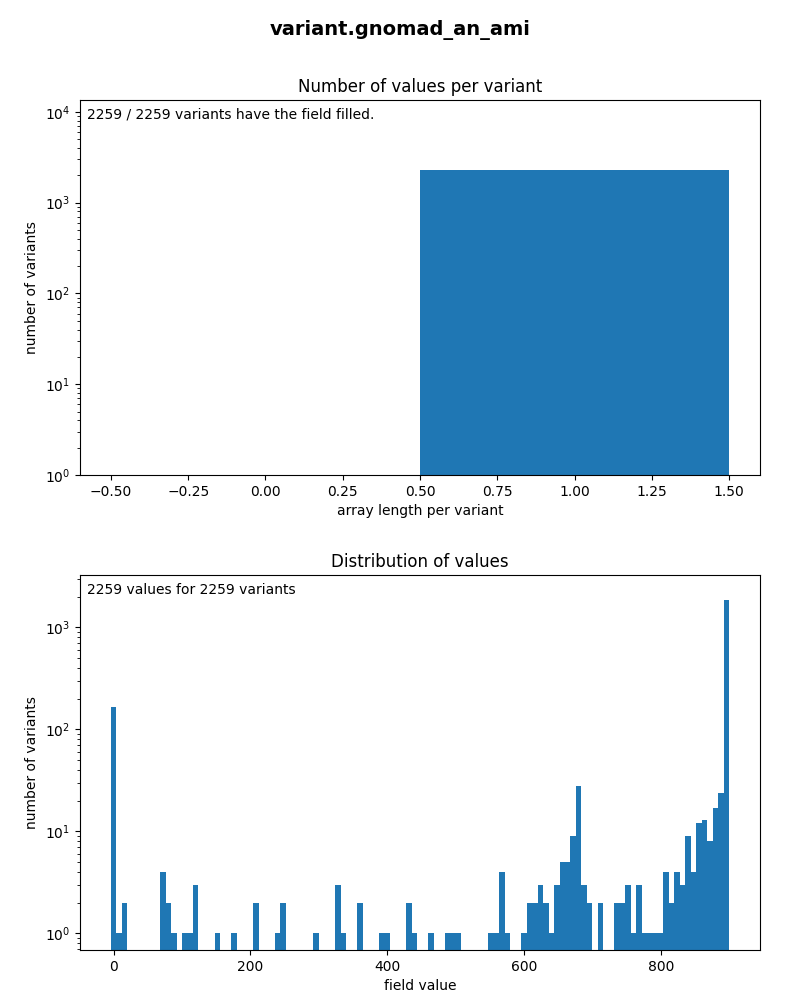 variant.gnomad_an_ami
Number of values per variant
2259 / 2259 variants have the field filled.
number of variants
10⁴
10³
10²
10¹
10⁰
−0.50 −0.25 0.00 0.25 0.50 0.75 1.00 1.25 1.50
array length per variant
Distribution of values
2259 values for 2259 variants
number of variants
10³
10²
10¹
10⁰
0 200 400 600 800
field value